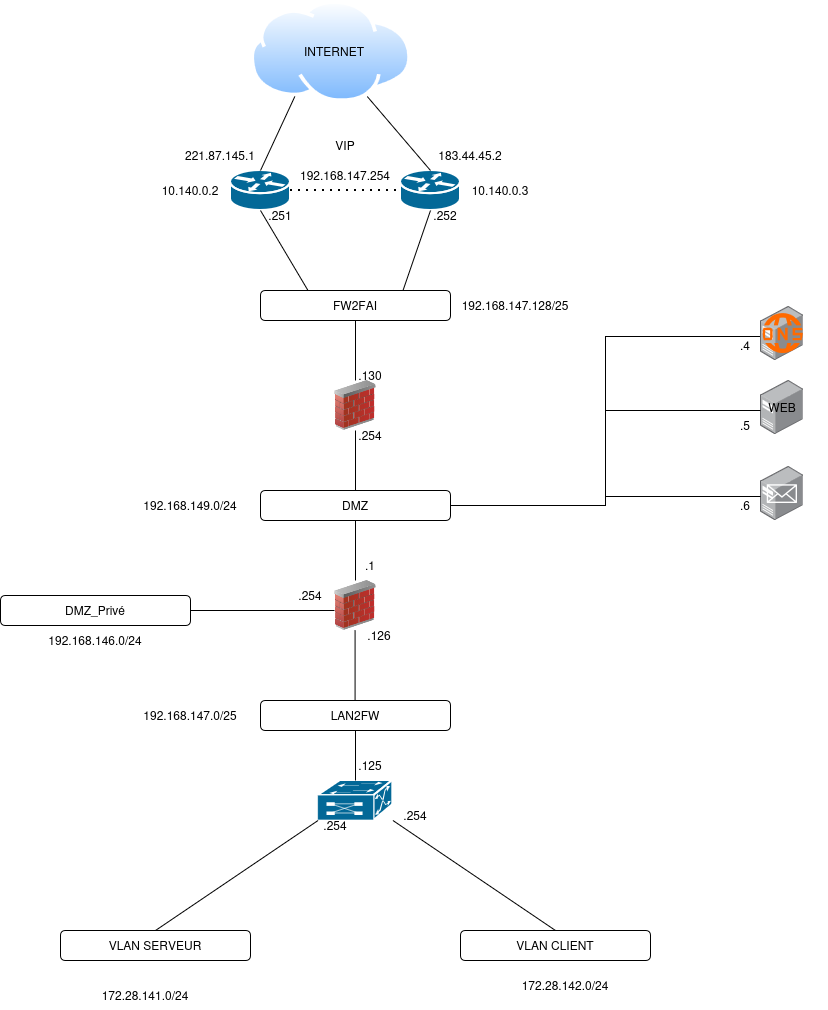 INTERNET
VIP
221.87.145.1
183.44.45.2
192.168.147.254
10.140.0.2
10.140.0.3
.251
.252
FW2FAI
192.168.147.128/25
.130
.254
DNS
.4
WEB
.5
.6
192.168.149.0/24
DMZ
.1
.254
DMZ_Privé
192.168.146.0/24
.126
192.168.147.0/25
LAN2FW
.125
.254
.254
VLAN SERVEUR
VLAN CLIENT
172.28.141.0/24
172.28.142.0/24